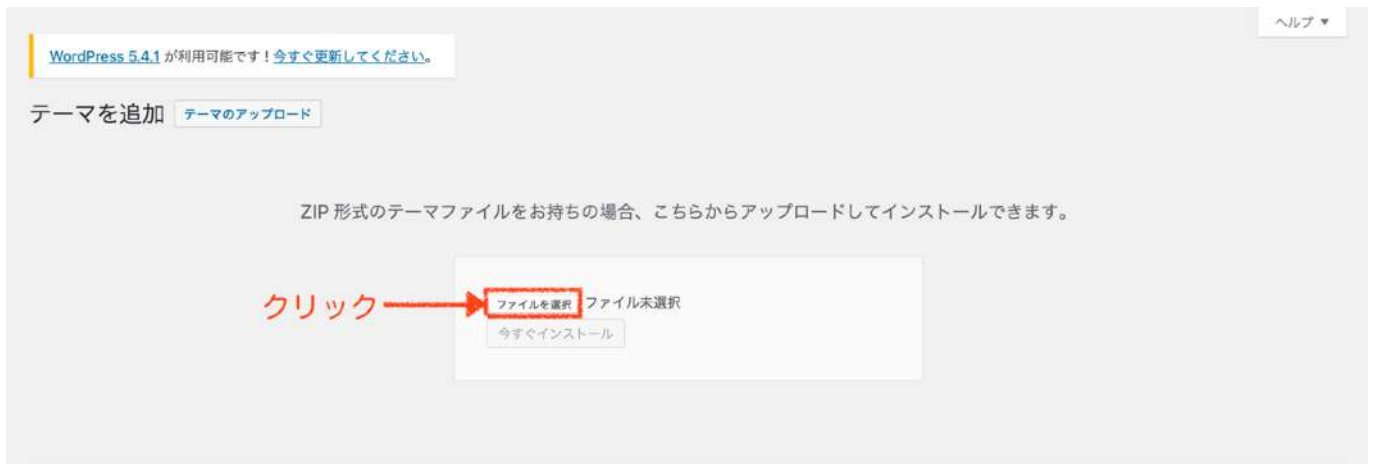 ヘルプ ▼
WordPress 5.4.1 が利用可能です ! 今すぐ更新してください。
テーマを追加 テーマのアップロード
ZIP 形式のテーマファイルをお持ちの場合、こちらからアップロードしてインストールできます。
クリック ファイルを選択 ファイル未選択
今すぐインストール